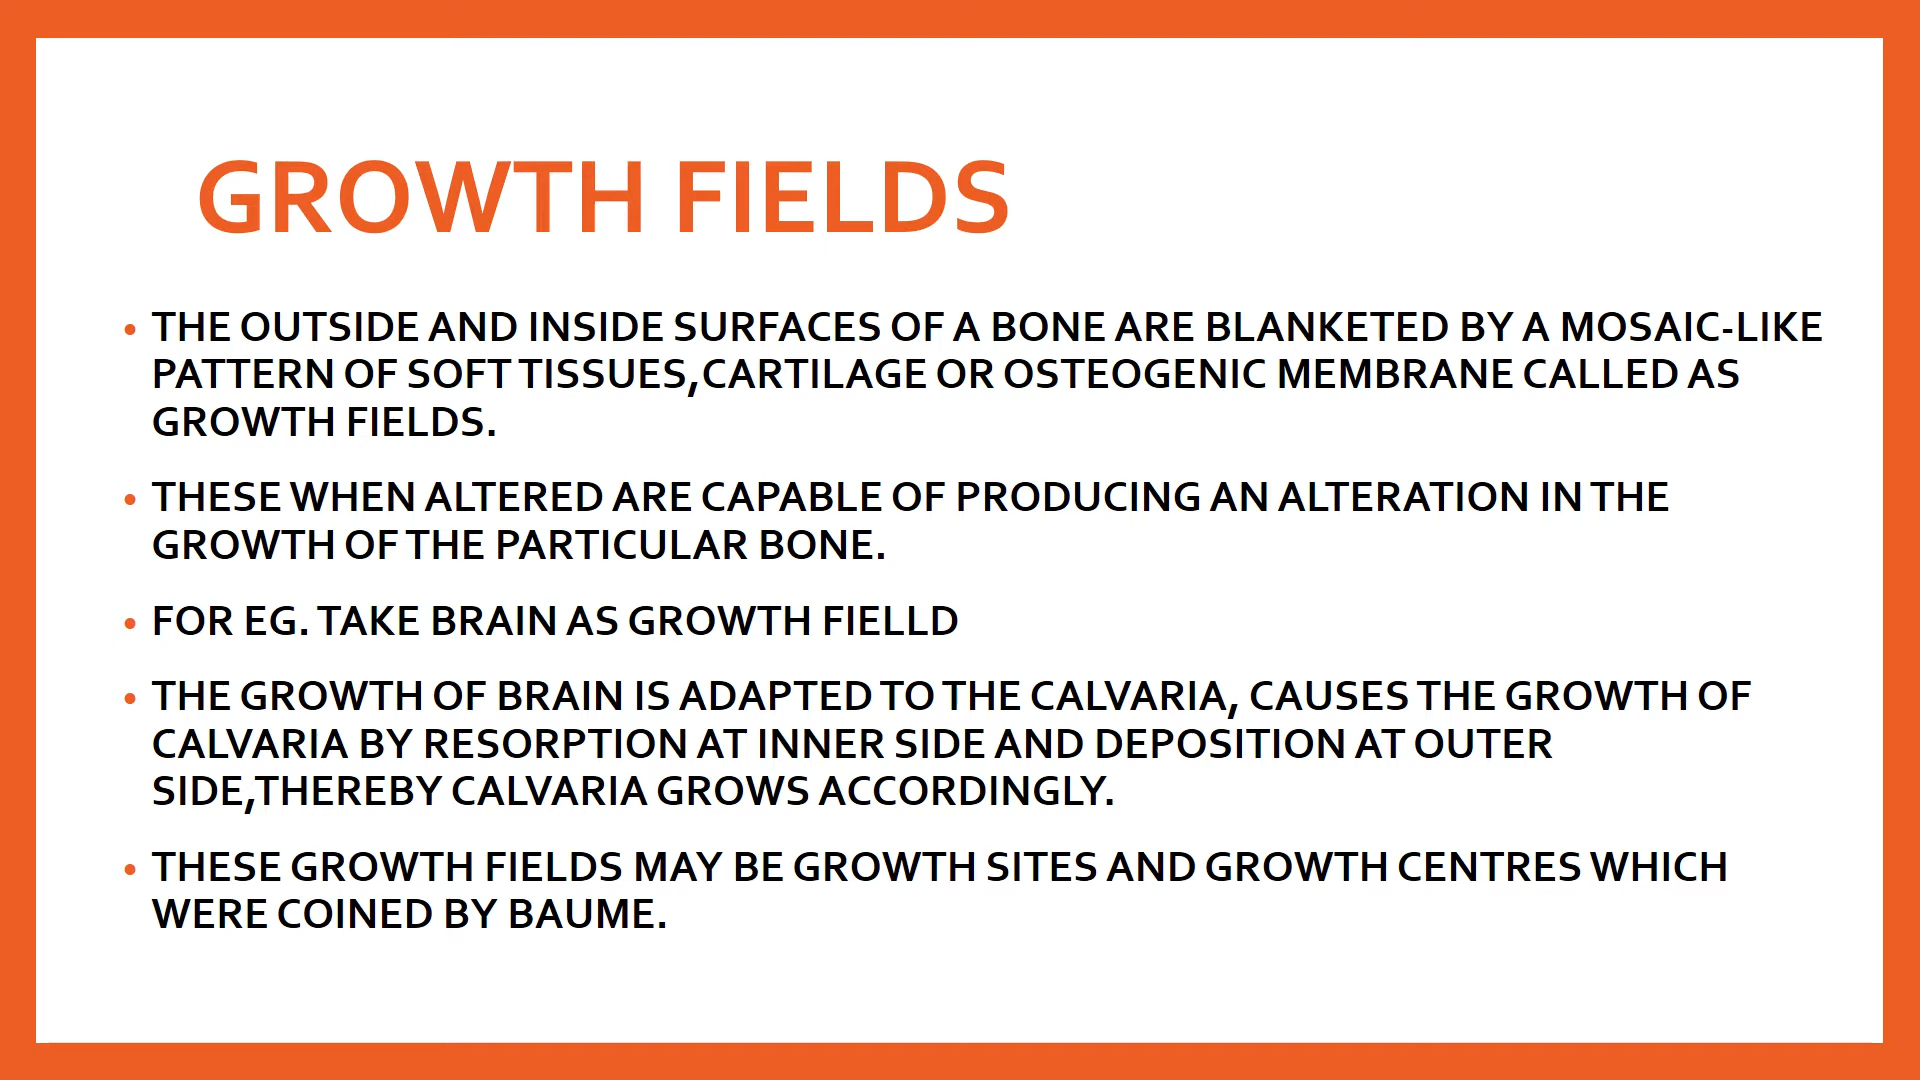 GROWTH FIELDS
• THE OUTSIDE AND INSIDE SURFACES OF A BONE ARE BLANKETED BY A MOSAIC-LIKE
PATTERN OF SOFT TISSUES,CARTILAGE OR OSTEOGENIC MEMBRANE CALLED AS
GROWTH FIELDS.
• THESE WHEN ALTERED ARE CAPABLE OF PRODUCING AN ALTERATION IN THE
GROWTH OF THE PARTICULAR BONE.
• FOR EG. TAKE BRAIN AS GROWTH FIELLD
• THE GROWTH OF BRAIN IS ADAPTED TO THE CALVARIA, CAUSES THE GROWTH OF
CALVARIA BY RESORPTION AT INNER SIDE AND DEPOSITION AT OUTER
SIDE,THEREBY CALVARIA GROWS ACCORDINGLY.
• THESE GROWTH FIELDS MAY BE GROWTH SITES AND GROWTH CENTRES WHICH
WERE COINED BY BAUME.